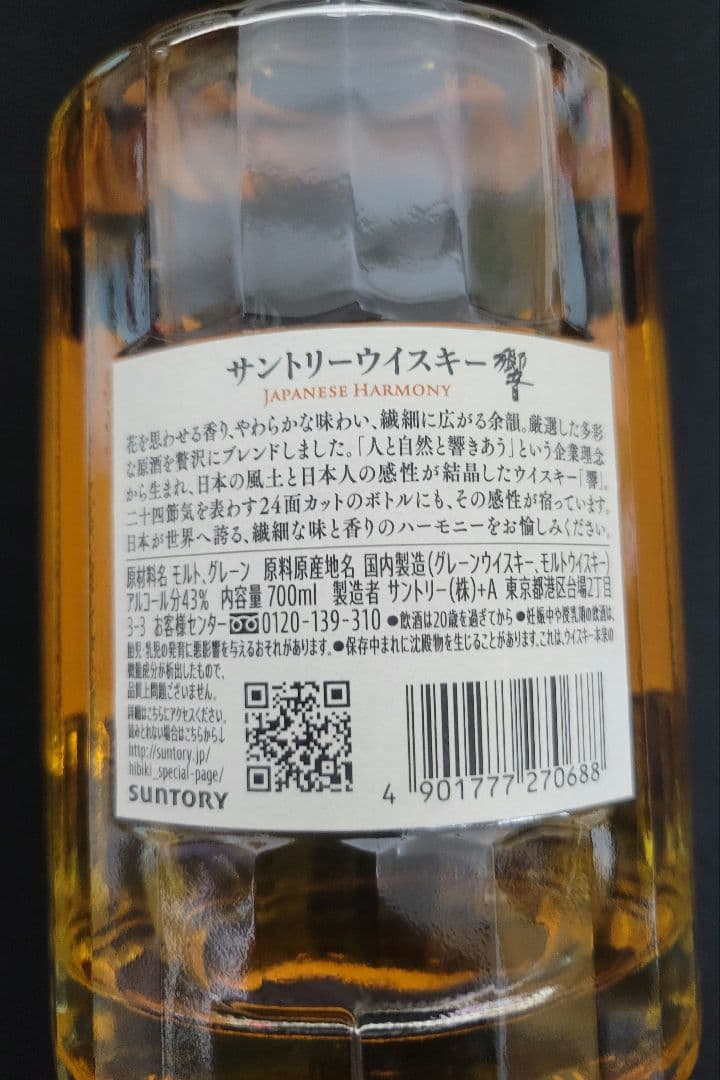 サントリーウイスキー 響
JAPANESE HARMONY
花を思わせる香り、やわらかな味わい、繊細に広がる余韻。厳選した多彩
な原酒を贅沢にブレンドしました。「人と自然と響きあう」という企業理念
から生まれ、日本の風土と日本人の感性が結晶したウイスキー「響」。
二十四節気を表わす24面カットのボトルにも、その感性が宿っています。
日本が世界へ誇る、繊細な味と香りのハーモニーをお愉しみください。
原材料名 モルト、グレーン 原料原産地名 国内製造(グレーンウイスキー、モルトウイスキー)
アルコール分43% 内容量 700ml 製造者 サントリー(株)+A 東京都港区台場2丁目
3-3 お客様センター 0120-139-310 ●飲酒は20歳を過ぎてから ●妊娠中や授乳期の飲酒は、
胎児・乳児の発育に悪影響を与えるおそれがあります。●保存中まれに沈殿物を生じることがあります。これは、ウイスキー本来の
微量成分が析出したもので、
品質上問題ございません。
詳細はこちらにアクセスください。
読みとれない場合はこちらから↓
http://suntory.jp/
hibiki_special-page/
SUNTORY
4 901777 270688